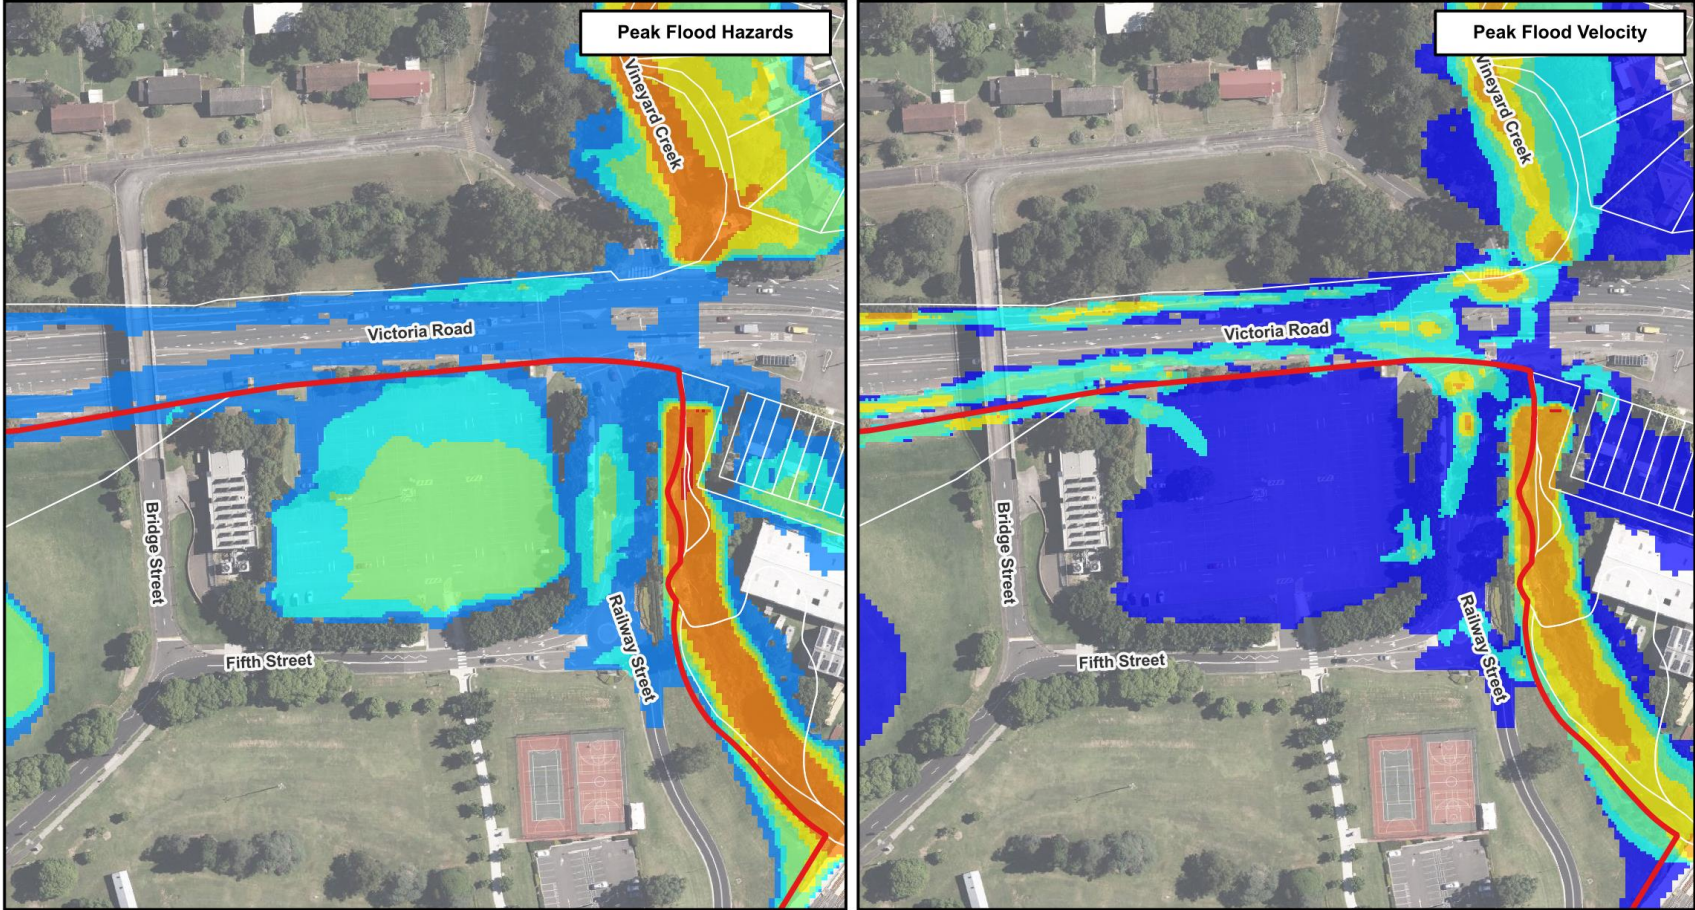 Peak Flood Hazards
Vineyard Creek
Victoria Road
Bridge Street
Fifth Street
Railway Street
Peak Flood Velocity
Vineyard Creek
Victoria Road
Bridge Street
Fifth Street
Railway Street